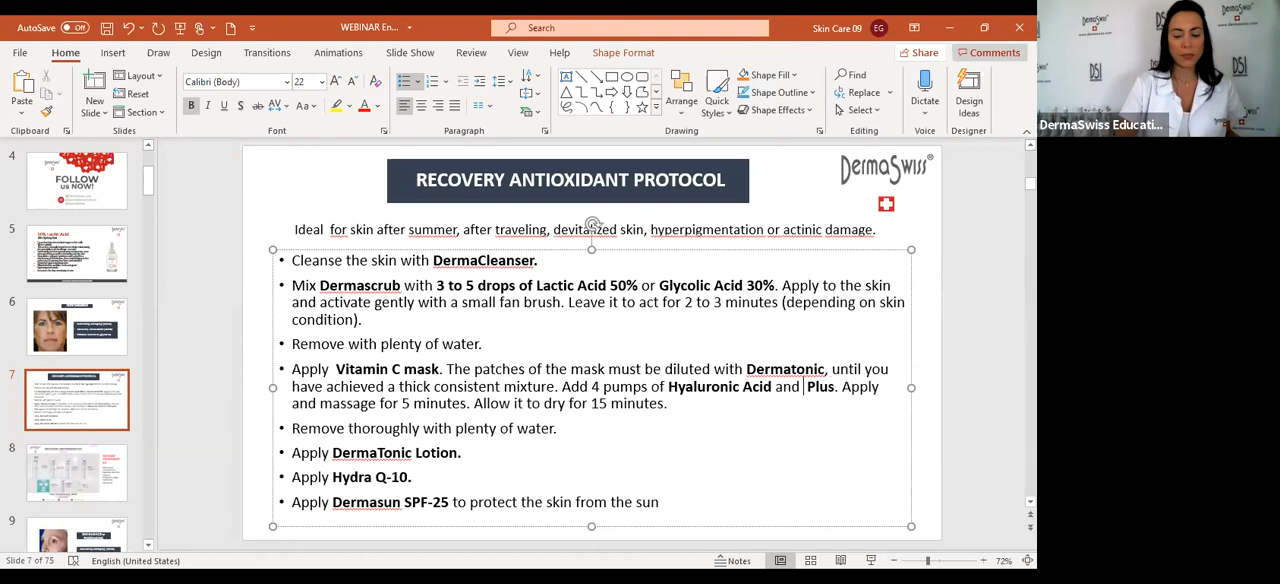 AutoSave Off
WEBINAR En...
Search
Skin Care 09
EG
File
Home
Insert
Draw
Design
Transitions
Animations
Slide Show
Review
View
Help
Shape Format
Share
Comments
Paste
New
Slides
Layout
Reset
Section
Calibri (Body)
22
Shape Fill
Shape Outline
Shape Effects
Arrange
Quick
Styles
Find
Replace
Select
Dictate
Design
Ideas
Clipboard
Slides
Font
Paragraph
Drawing
Editing
Voice
Designer
DermaSwiss Educati...
4
FOLLOW
us NOW!
5
6
7
8
9
RECOVERY ANTIOXIDANT PROTOCOL
DermaSwiss®
Ideal for skin after summer, after traveling, devitalized skin, hyperpigmentation or actinic damage.
• Cleanse the skin with DermaCleanser.
• Mix Dermascrub with 3 to 5 drops of Lactic Acid 50% or Glycolic Acid 30%. Apply to the skin
and activate gently with a small fan brush. Leave it to act for 2 to 3 minutes (depending on skin
condition).
• Remove with plenty of water.
• Apply Vitamin C mask. The patches of the mask must be diluted with Dermatonic, until you
have achieved a thick consistence mixture. Add 4 pumps of Hyaluronic Acid and Plus. Apply
massage for 5 minutes. Allow it to dry for 15 minutes.
• Remove thoroughly with plenty of water.
• Apply DermaTonic Lotion.
• Apply Hydra Q-10.
• Apply Dermasun SPF-25 to protect the skin from the sun
Slide 7 of 75
English (United States)
Notes
72%